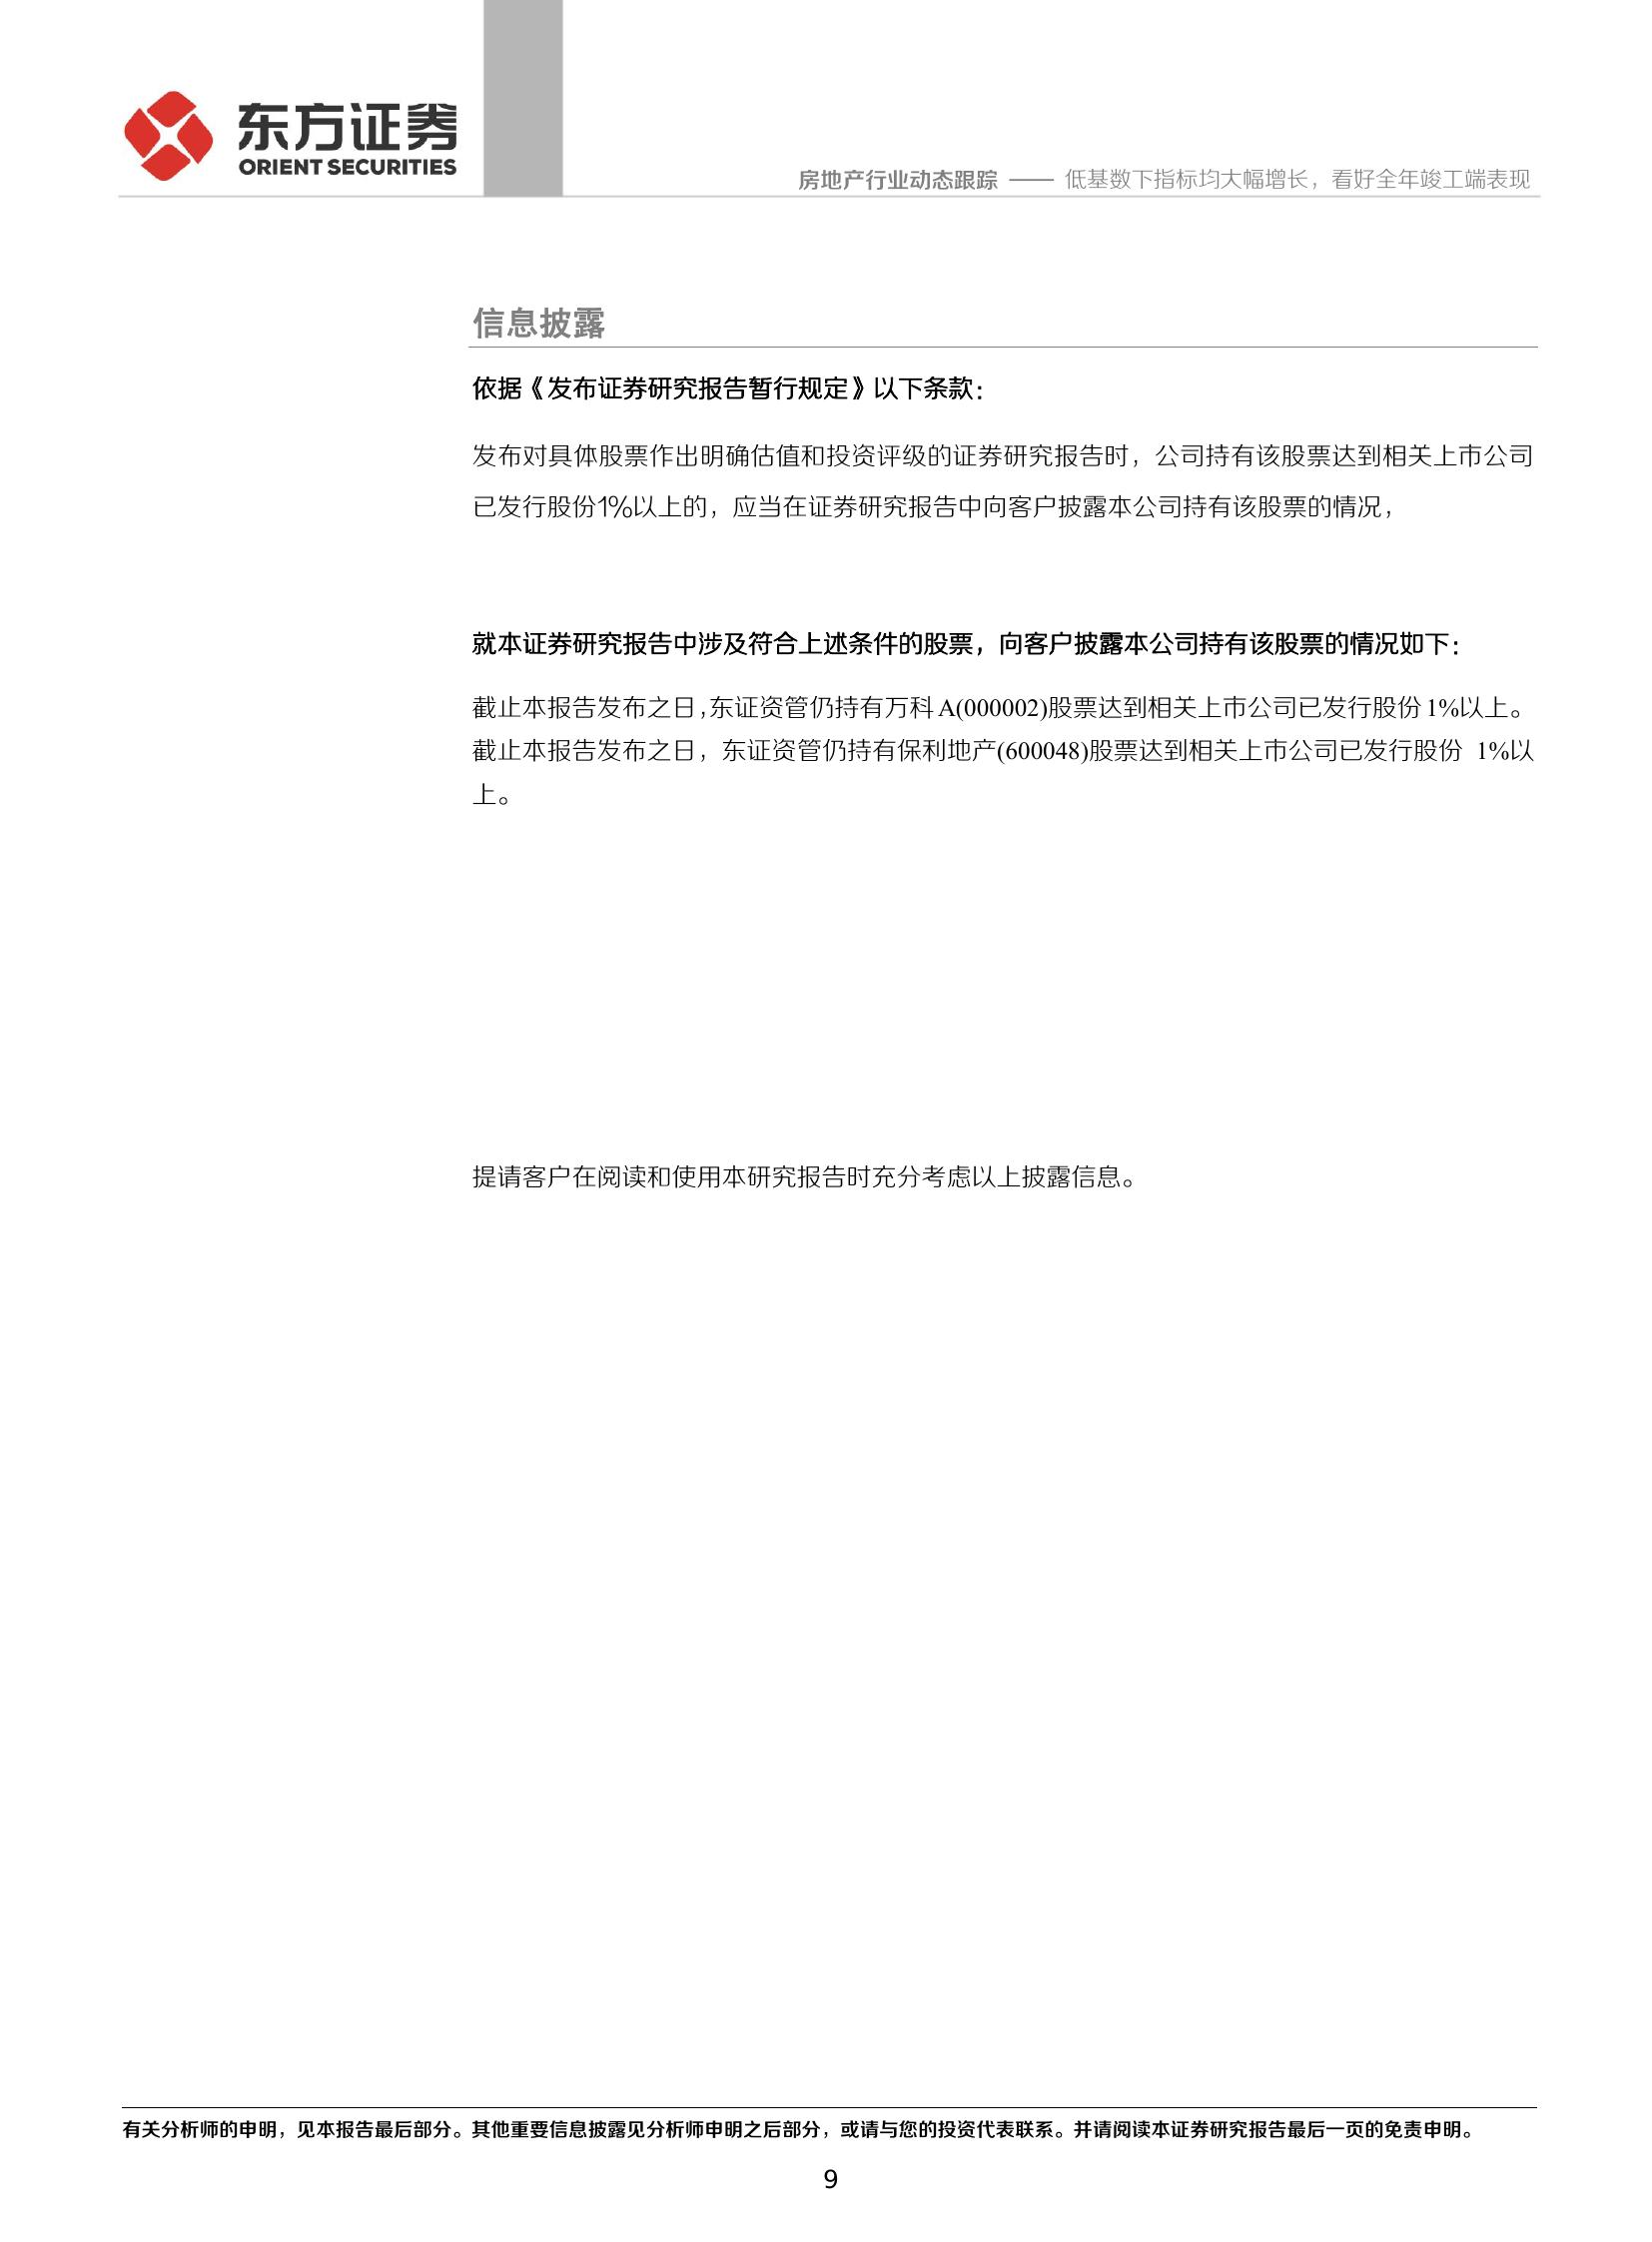 东方证券
ORIENT SECURITIES
房地产行业动态跟踪 —— 低基数下指标均大幅增长，看好全年竣工端表现
信息披露
依据《发布证券研究报告暂行规定》以下条款：
发布对具体股票作出明确估值和投资评级的证券研究报告时，公司持有该股票达到相关上市公司
已发行股份1%以上的，应当在证券研究报告中向客户披露本公司持有该股票的情况，
就本证券研究报告中涉及符合上述条件的股票，向客户披露本公司持有该股票的情况如下：
截止本报告发布之日,东证资管仍持有万科A(000002)股票达到相关上市公司已发行股份1%以上。
截止本报告发布之日，东证资管仍持有保利地产(600048)股票达到相关上市公司已发行股份 1%以
上。
提请客户在阅读和使用本研究报告时充分考虑以上披露信息。
有关分析师的申明，见本报告最后部分。其他重要信息披露见分析师申明之后部分，或请与您的投资代表联系。并请阅读本证券研究报告最后一页的免责申明。
9